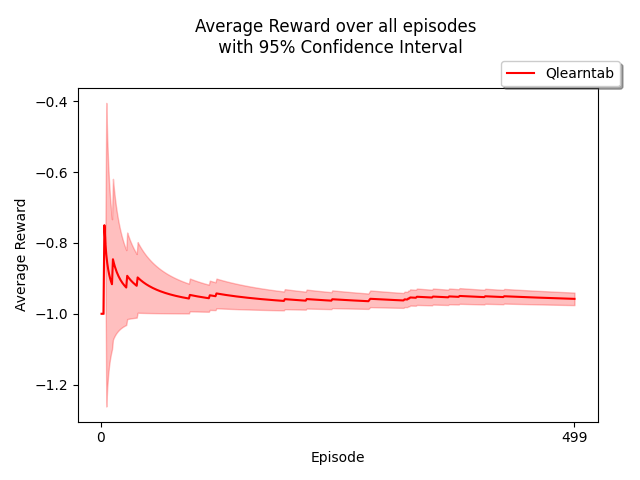 Average Reward over all episodes
with 95% Confidence Interval
Qlearntab
−0.4
−0.6
−0.8
−1.0
−1.2
Average Reward
0
499
Episode